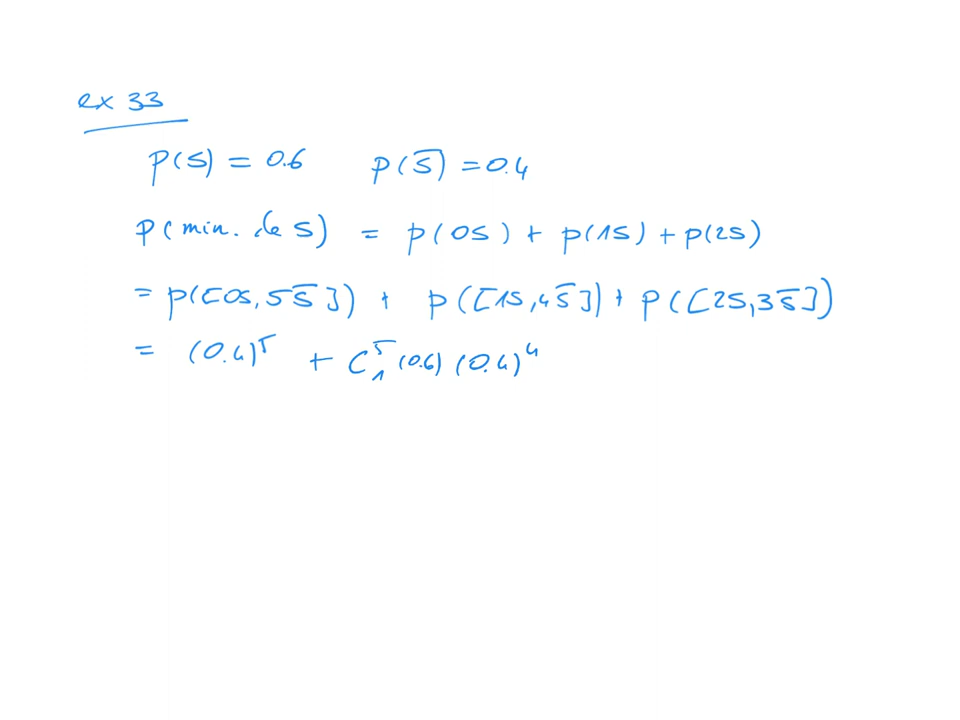 ex 33
P(S) = 0.6 P(S̅) = 0.4
P(min. de S) = P(0S) + P(1S) + P(2S)
= P([0S, 5S̅]) + P([1S, 4S̅]) + P([2S, 3S̅])
= (0.4)⁵ + C₁⁵ (0.6) (0.4)⁴